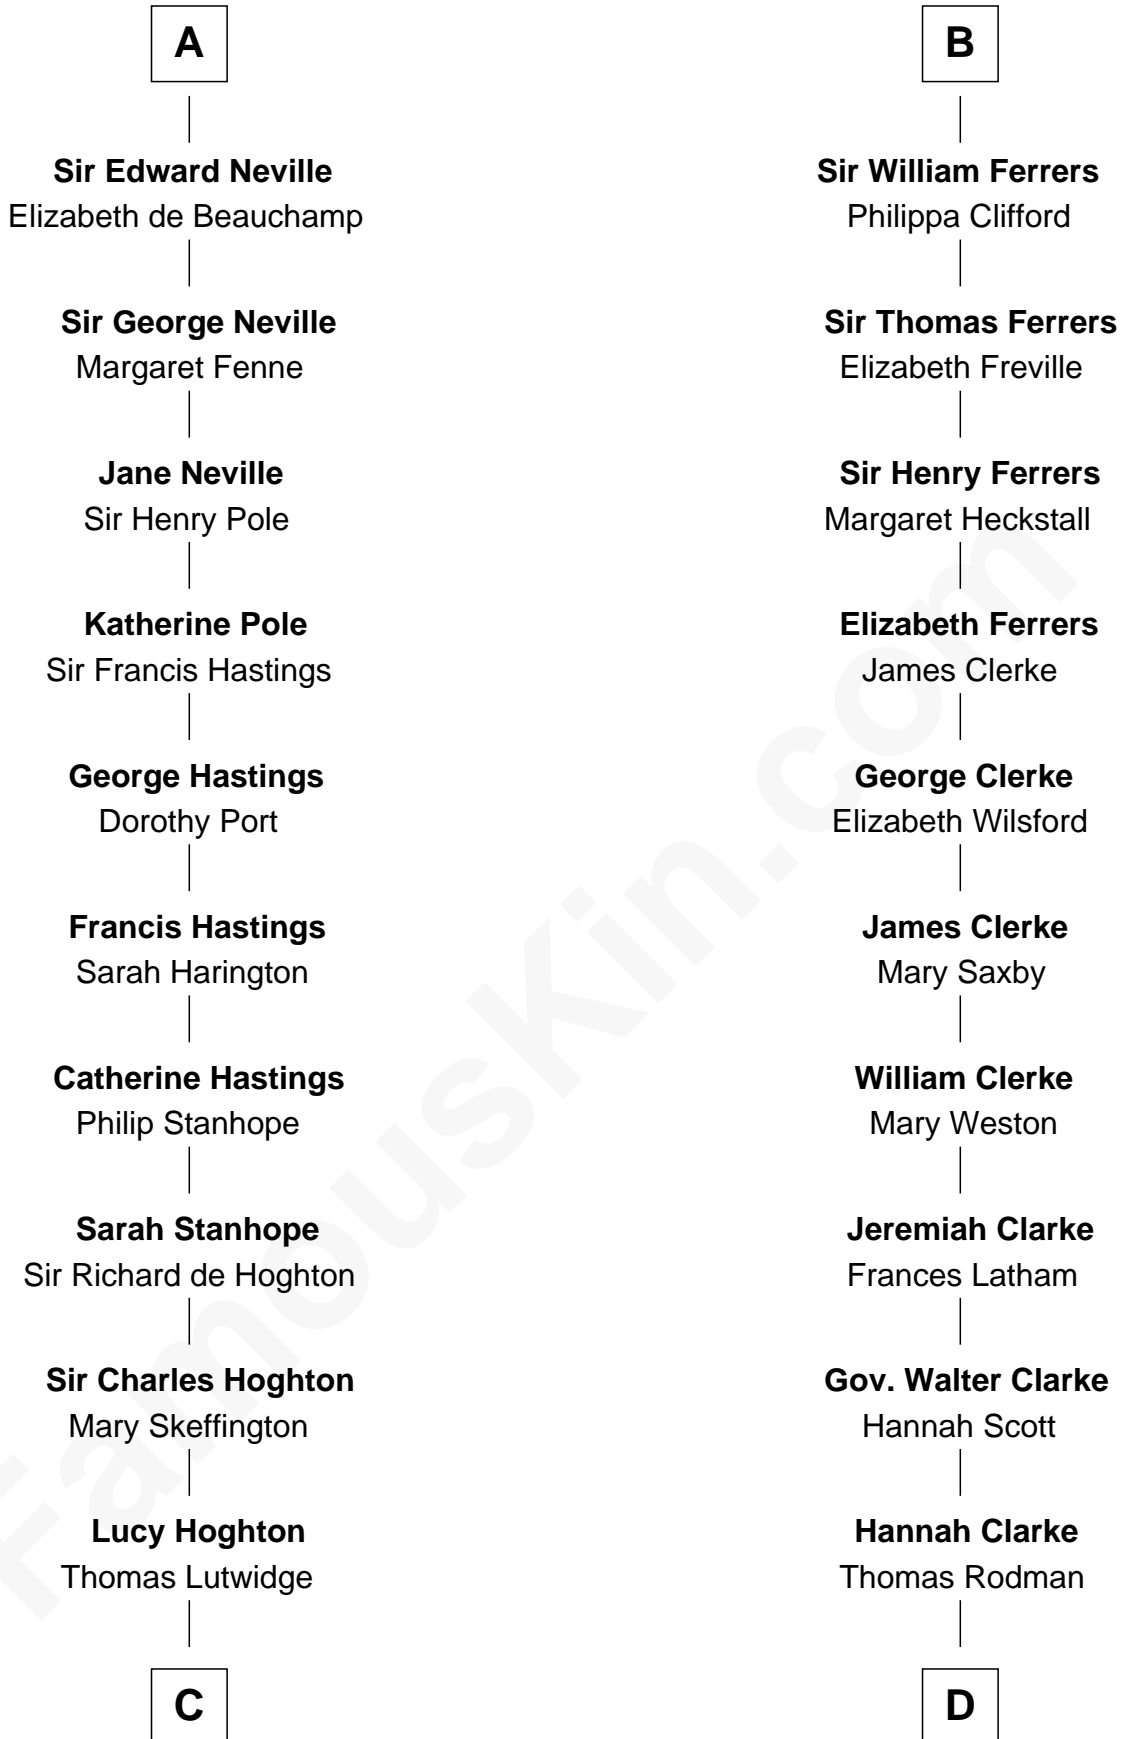 A
Sir Edward Neville
Elizabeth de Beauchamp
Sir George Neville
Margaret Fenne
Jane Neville
Sir Henry Pole
Katherine Pole
Sir Francis Hastings
George Hastings
Dorothy Port
Francis Hastings
Sarah Harington
Catherine Hastings
Philip Stanhope
Sarah Stanhope
Sir Richard de Hoghton
Sir Charles Hoghton
Mary Skeffington
Lucy Hoghton
Thomas Lutwidge
C
B
Sir William Ferrers
Philippa Clifford
Sir Thomas Ferrers
Elizabeth Freville
Sir Henry Ferrers
Margaret Heckstall
Elizabeth Ferrers
James Clerke
George Clerke
Elizabeth Wilsford
James Clerke
Mary Saxby
William Clerke
Mary Weston
Jeremiah Clarke
Frances Latham
Gov. Walter Clarke
Hannah Scott
Hannah Clarke
Thomas Rodman
D
FamousKin.com